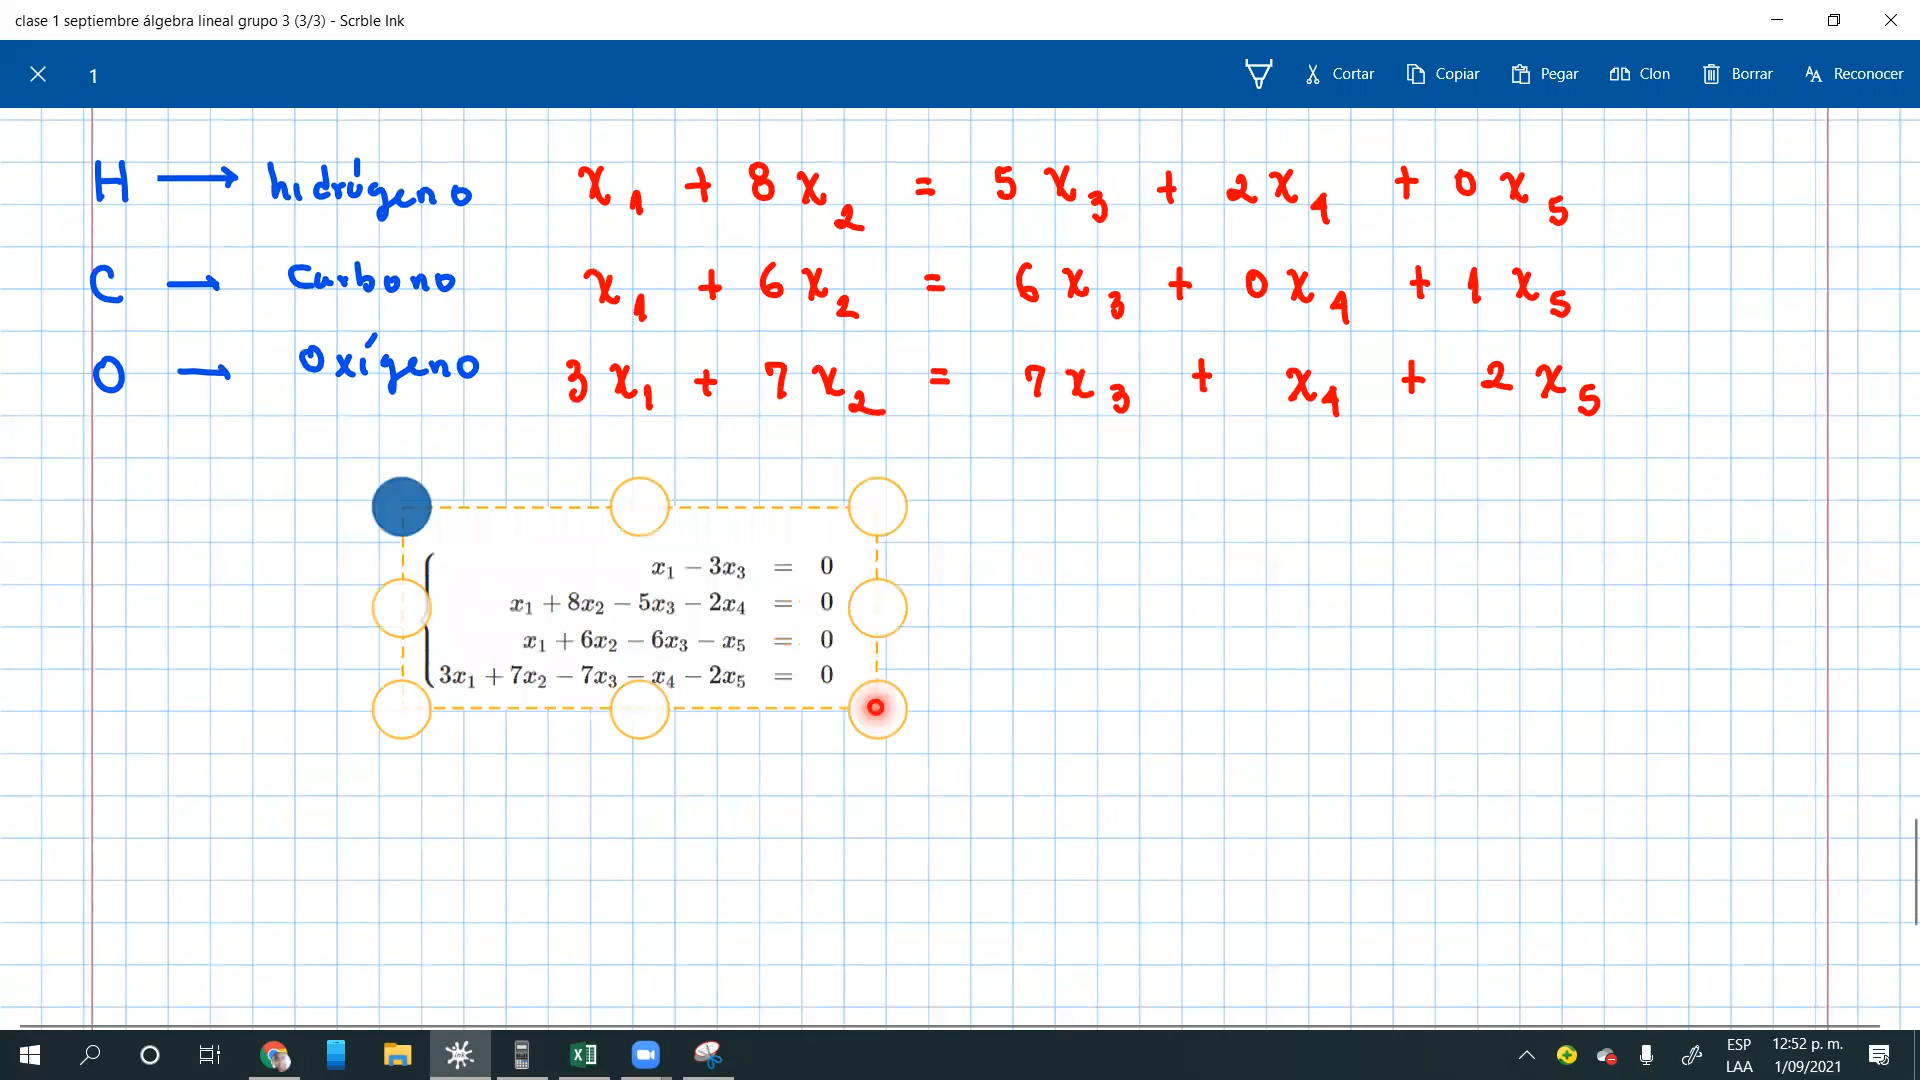 clase 1 septiembre álgebra lineal grupo 3 (3/3) - Scrble Ink
1 Cortar Copiar Pegar Clon Borrar Reconocer
H → hidrógeno x₁ + 8x₂ = 5x₃ + 2x₄ + 0x₅
C → Carbono x₁ + 6x₂ = 6x₃ + 0x₄ + 1x₅
O → Oxígeno 3x₁ + 7x₂ = 7x₃ + x₄ + 2x₅
x₁ − 3x₃ = 0
x₁ + 8x₂ − 5x₃ − 2x₄ = 0
x₁ + 6x₂ − 6x₃ − x₅ = 0
3x₁ + 7x₂ − 7x₃ − x₄ − 2x₅ = 0
ESP 12:52 p. m.
LAA 1/09/2021